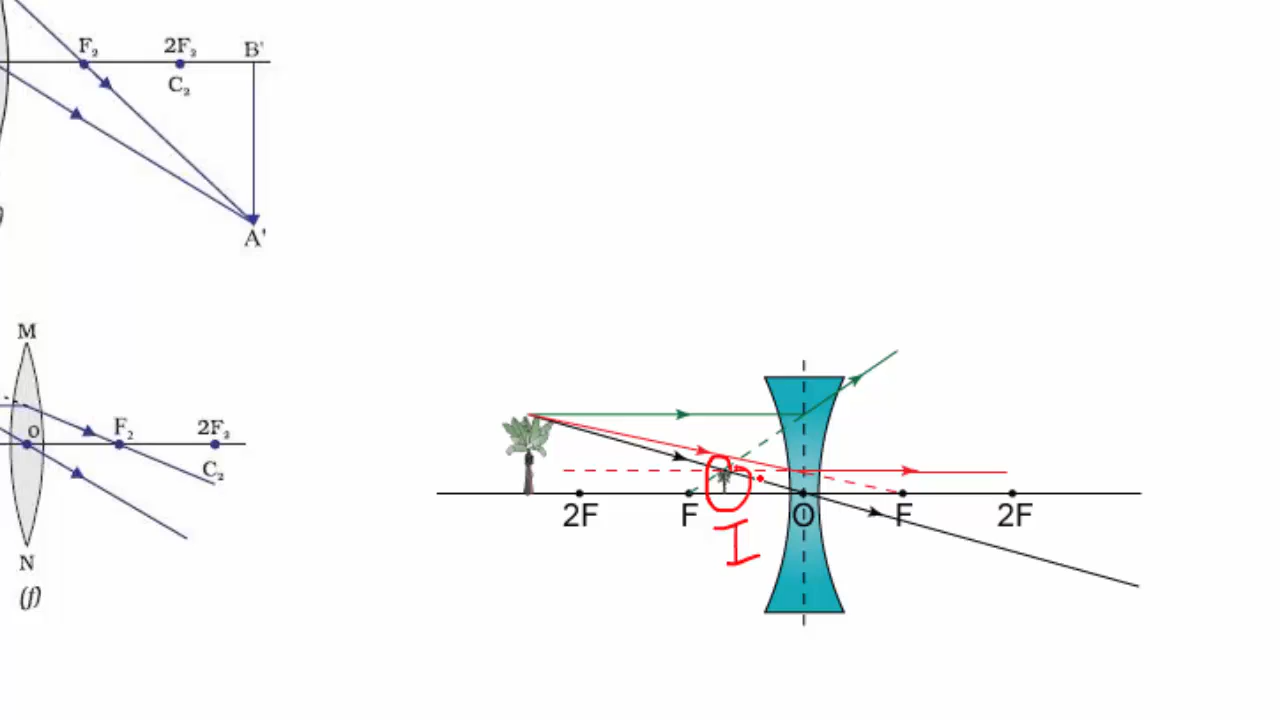 F₂ 2F₂ B'
C₂
A'
M
O F₂ 2F₂
C₂
N
(f)
2F F O F 2F
I